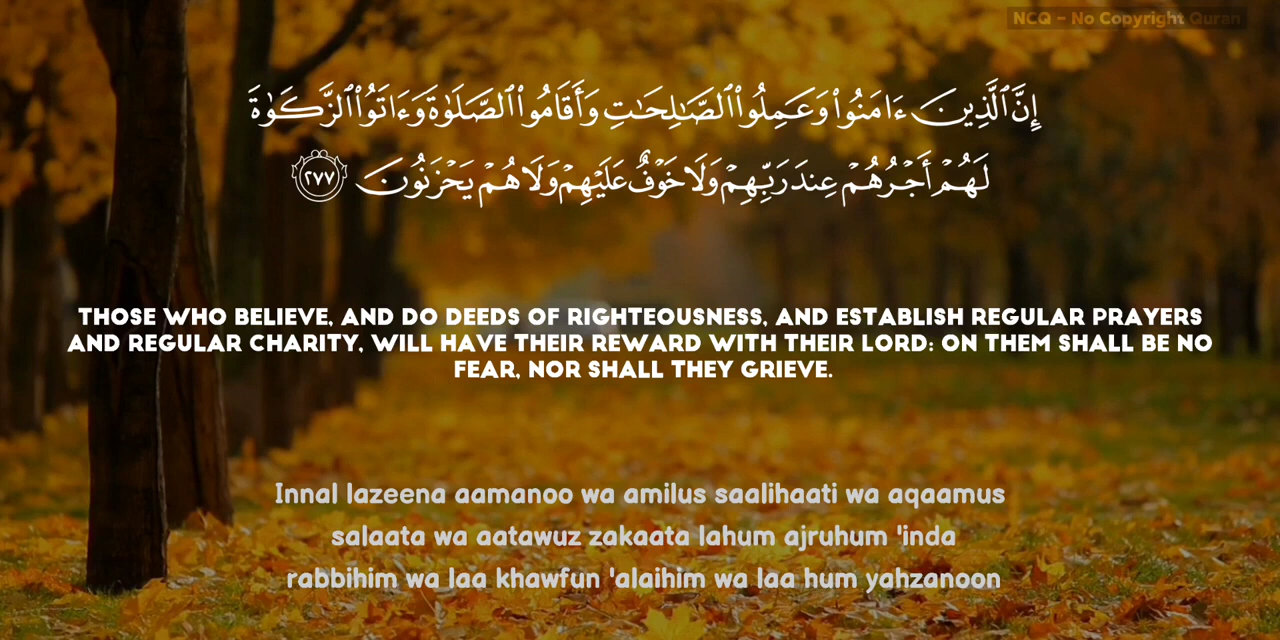 NCQ - No Copyright Quran
إِنَّ ٱلَّذِينَ ءَامَنُوا۟ وَعَمِلُوا۟ ٱلصَّـٰلِحَـٰتِ وَأَقَامُوا۟ ٱلصَّلَوٰةَ وَءَاتَوُا۟ ٱلزَّكَوٰةَ
لَهُمْ أَجْرُهُمْ عِندَ رَبِّهِمْ وَلَا خَوْفٌ عَلَيْهِمْ وَلَا هُمْ يَحْزَنُونَ ٢٧٧
THOSE WHO BELIEVE, AND DO DEEDS OF RIGHTEOUSNESS, AND ESTABLISH REGULAR PRAYERS
AND REGULAR CHARITY, WILL HAVE THEIR REWARD WITH THEIR LORD: ON THEM SHALL BE NO
FEAR, NOR SHALL THEY GRIEVE.
Innal lazeena aamanoo wa amilus saalihaati wa aqaamus
salaata wa aatawuz zakaata lahum ajruhum 'inda
rabbihim wa laa khawfun 'alaihim wa laa hum yahzanoon